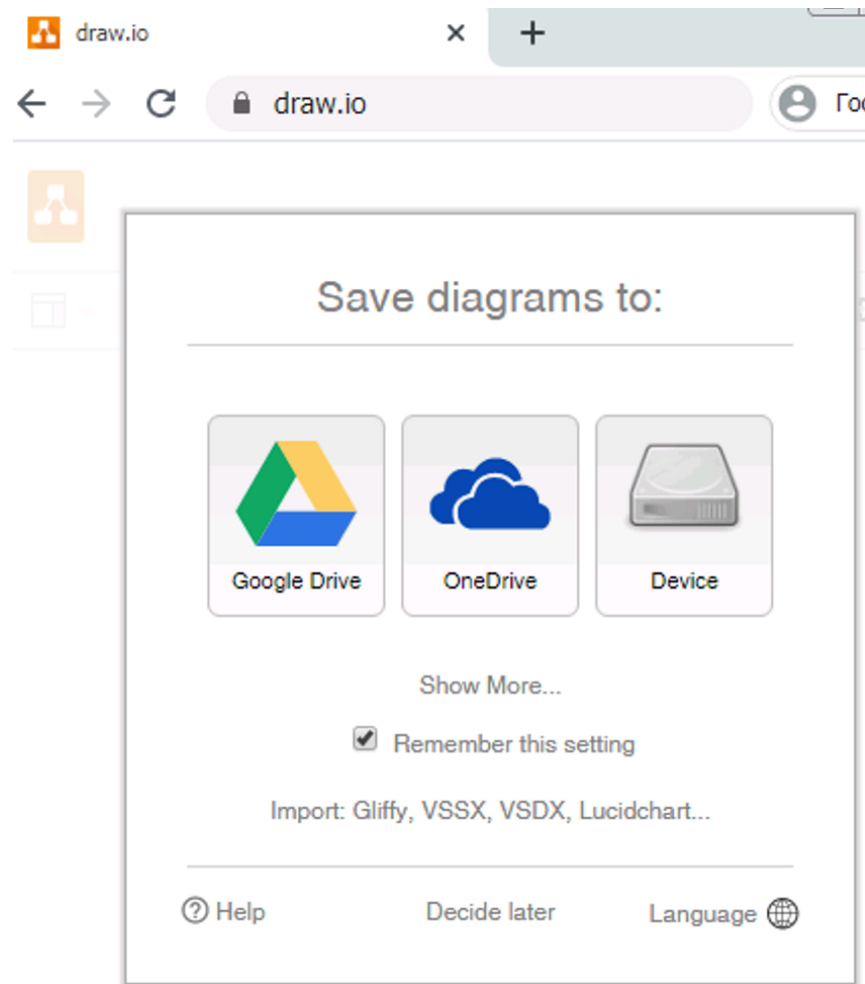 draw.io
draw.io
Гос
Save diagrams to:
Google Drive OneDrive Device
Show More...
Remember this setting
Import: Gliffy, VSSX, VSDX, Lucidchart...
Help Decide later Language